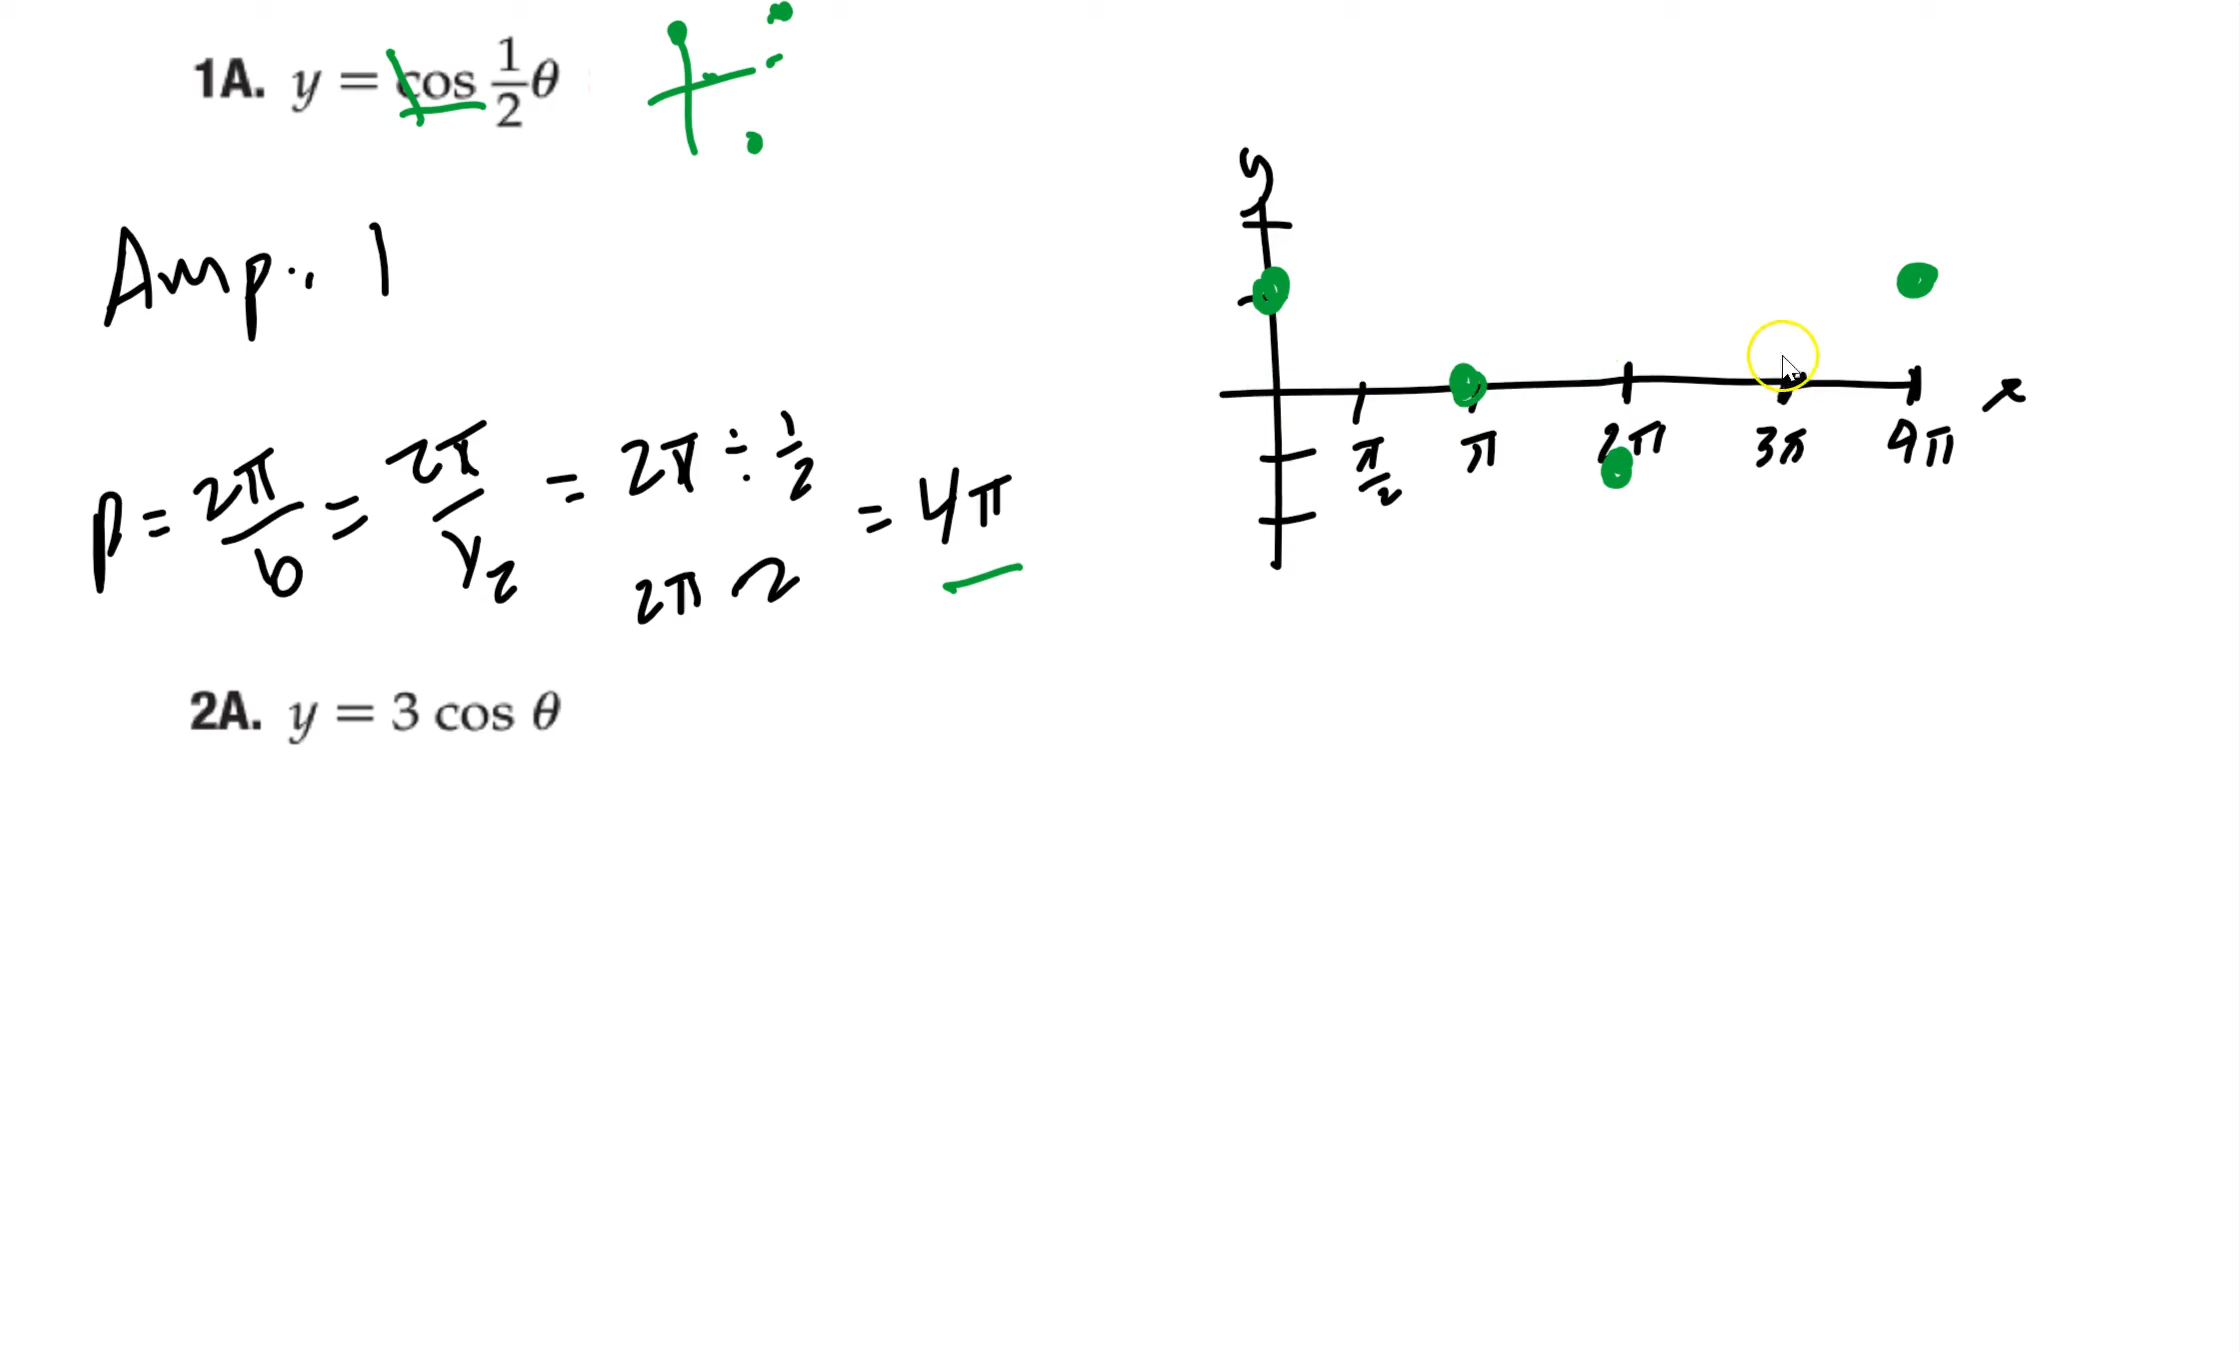 1A. y = cos 1/2 θ
Amp: 1
P = 2π/b = 2π/1/2 = 2π ÷ 1/2 = 4π
2π 2
y
x
π/2 π 2π 3π 4π
2A. y = 3 cos θ